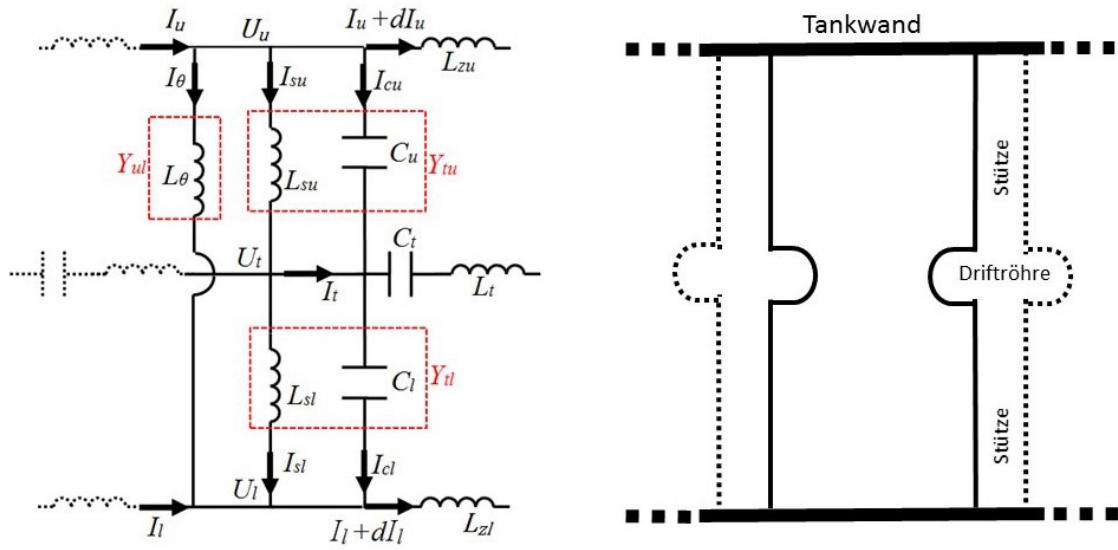 I_u
U_u
I_u+dI_u
L_zu
I_θ
I_su
I_cu
Y_ul
L_θ
L_su
C_u
Y_tu
U_t
I_t
C_t
L_t
L_sl
C_l
Y_tl
I_sl
I_cl
U_l
I_l
I_l+dI_l
L_zl
Tankwand
Stütze
Driftröhre
Stütze